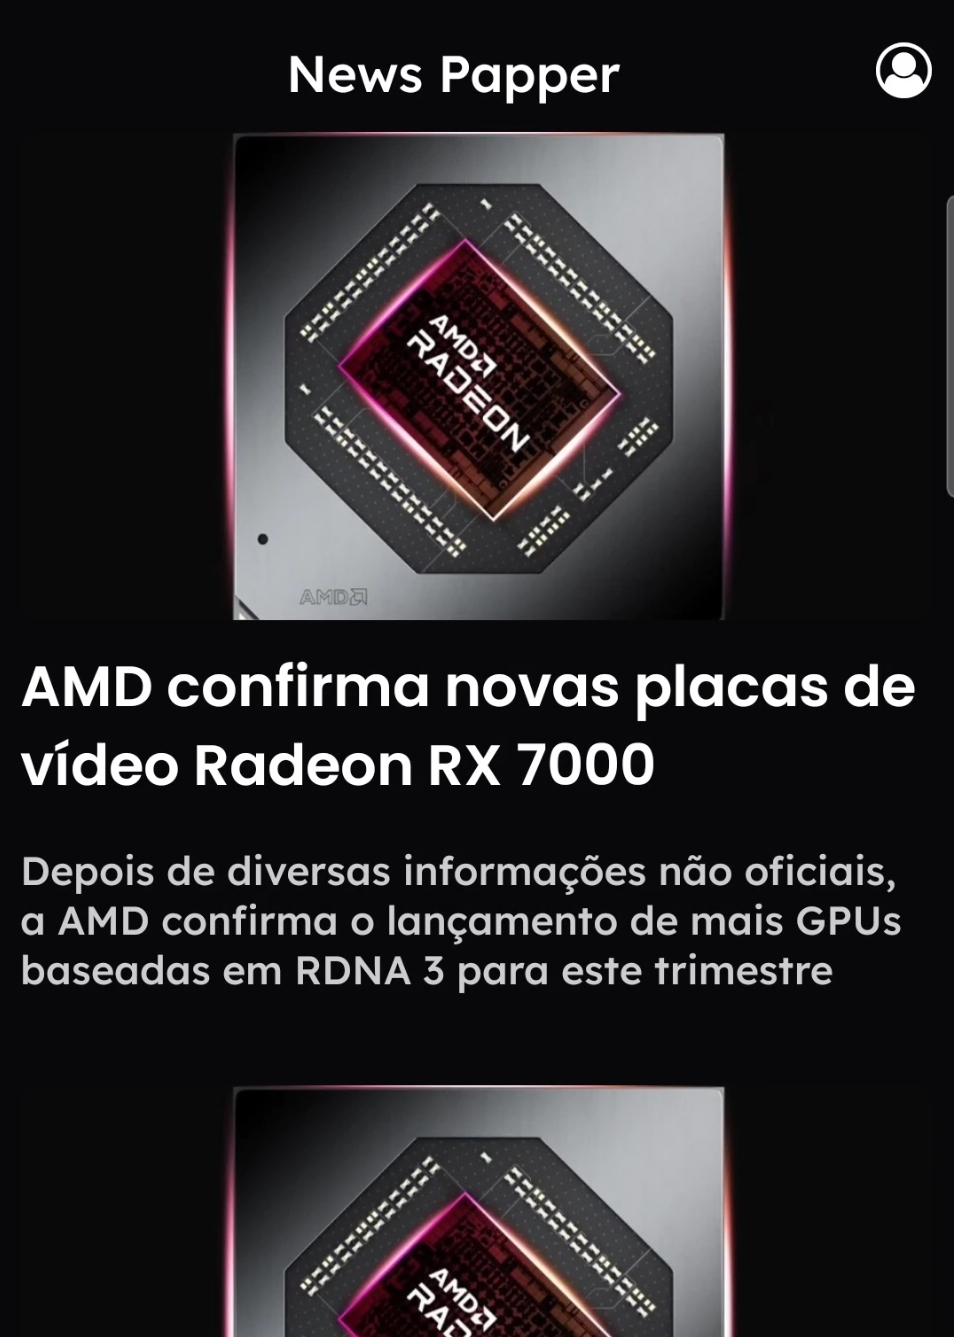 News Papper
AMD
RADEON
AMD
AMD confirma novas placas de
vídeo Radeon RX 7000
Depois de diversas informações não oficiais,
a AMD confirma o lançamento de mais GPUs
baseadas em RDNA 3 para este trimestre
AMD
RADE